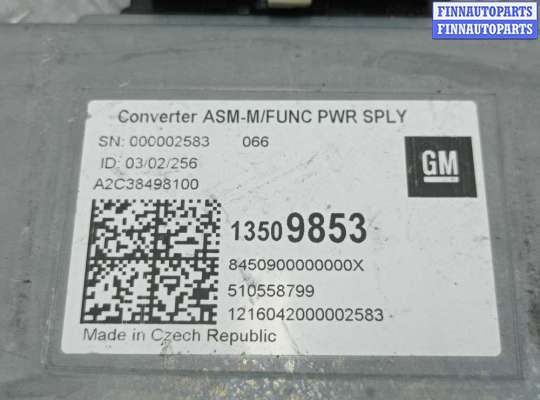 FINNAUTOPARTS
FINNAUTOPARTS
FINNAUTOPARTS
Converter ASM-M/FUNC PWR SPLY
SN: 000002583 066
ID: 03/02/256
A2C38498100
GM
13509853
8450900000000X
510558799
1216042000002583
Made in Czech Republic